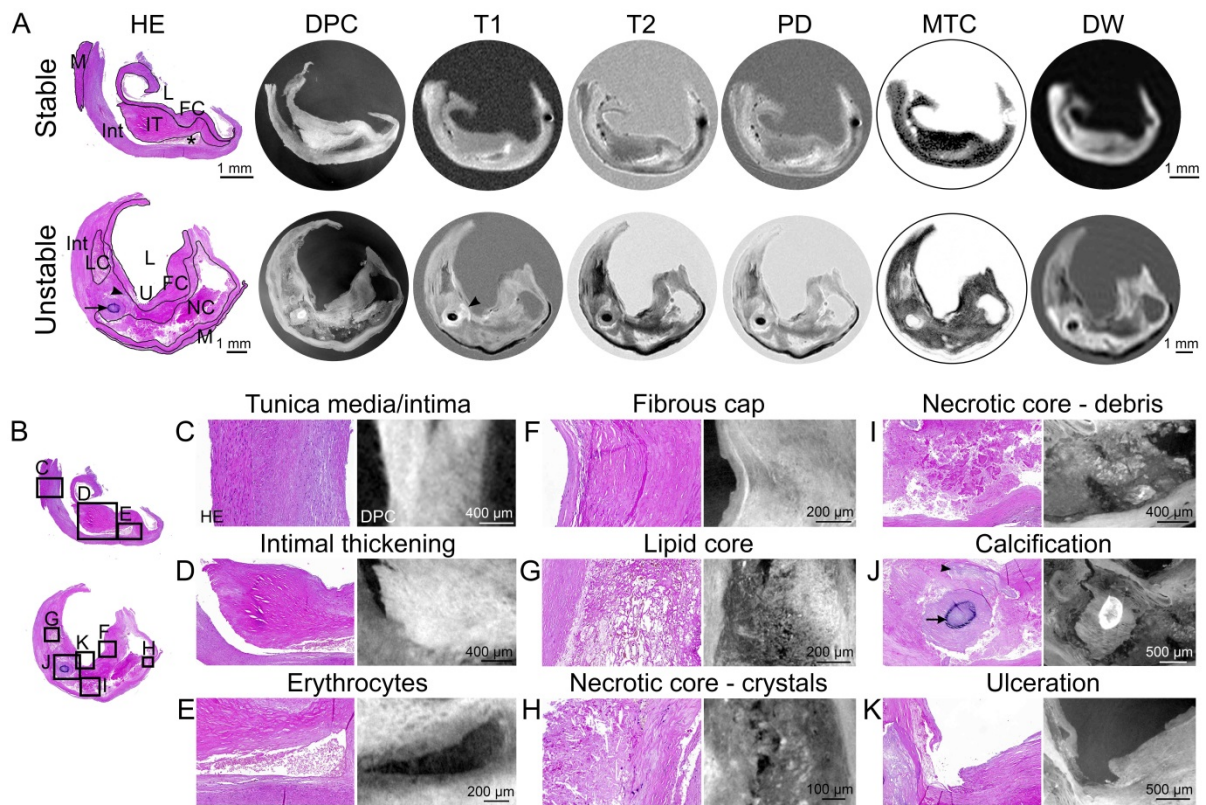 A
HE DPC T1 T2 PD MTC DW
Stable
M L FC IT Int *
1 mm
1 mm
Unstable
Int LC L FC U NC M
1 mm
1 mm
B
C D E
G K F H J I
Tunica media/intima
C
HE DPC
400 µm
Intimal thickening
D
400 µm
Erythrocytes
E
200 µm
Fibrous cap
F
200 µm
Lipid core
G
200 µm
Necrotic core - crystals
H
100 µm
Necrotic core - debris
I
400 µm
Calcification
J
500 µm
Ulceration
K
500 µm